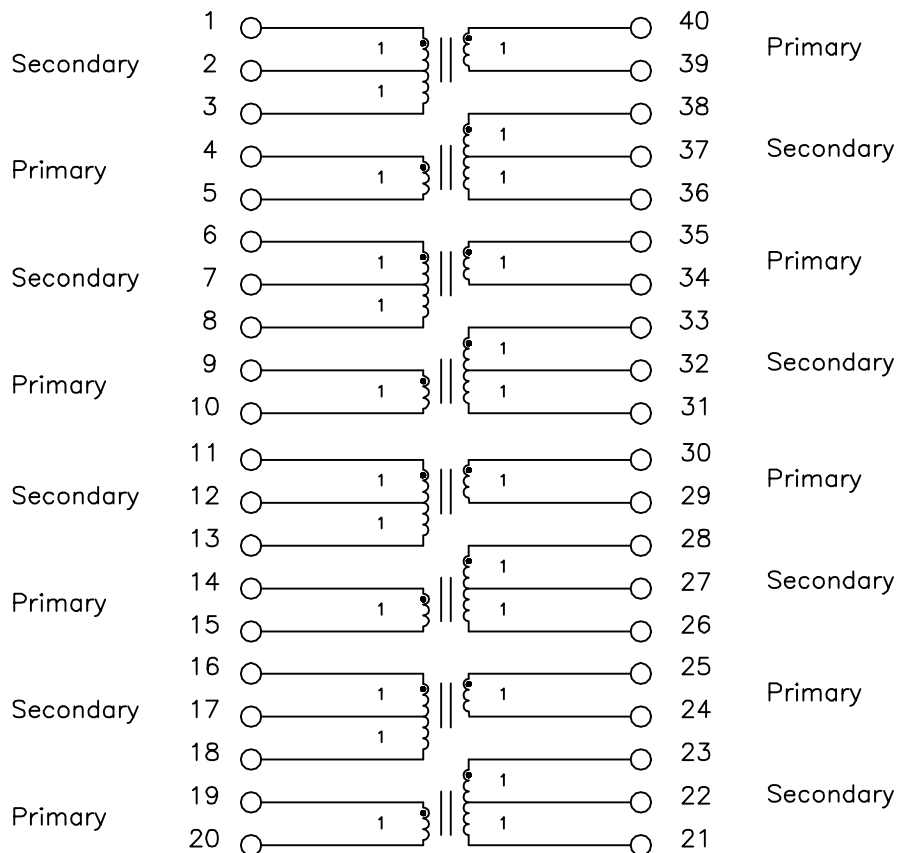 1 1 1 40
Secondary 2 39 Primary
1
3 38
1
4 37 Secondary
Primary 1 1
5 36
6 35
1 1 Primary
Secondary 7 34
1
8 33
1
9 32 Secondary
Primary 1 1
10 31
11 30
1 1 Primary
Secondary 12 29
1
13 28
1
14 27 Secondary
Primary 1 1
15 26
16 25
1 1 Primary
Secondary 17 24
1
18 23
1
19 22 Secondary
Primary 1 1
20 21